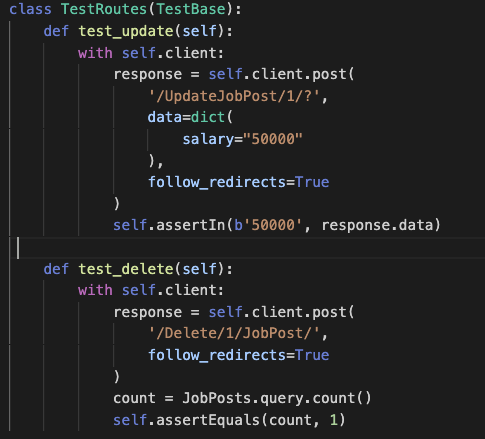 class TestRoutes(TestBase):
    def test_update(self):
        with self.client:
            response = self.client.post(
                '/UpdateJobPost/1/?',
                data=dict(
                    salary="50000"
                ),
                follow_redirects=True
            )
            self.assertIn(b'50000', response.data)

    def test_delete(self):
        with self.client:
            response = self.client.post(
                '/Delete/1/JobPost/',
                follow_redirects=True
            )
            count = JobPosts.query.count()
            self.assertEquals(count, 1)